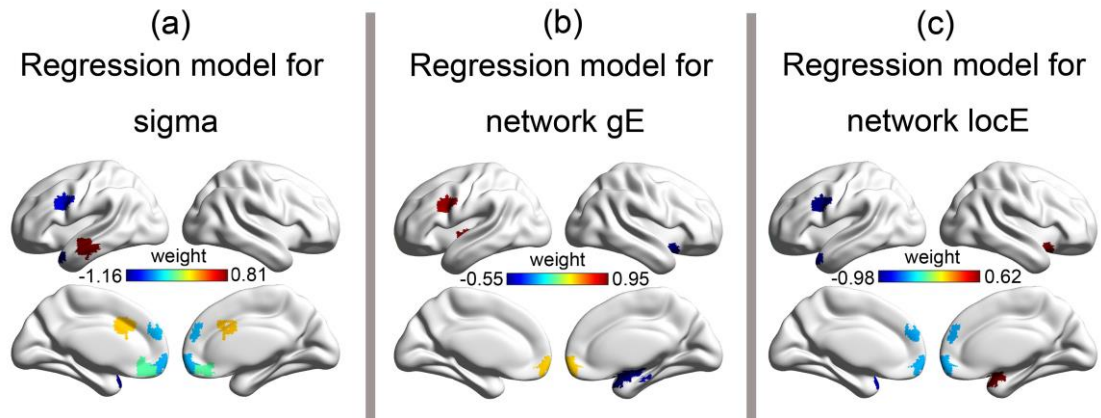 (a)
Regression model for
sigma
weight
-1.16 0.81
(b)
Regression model for
network gE
weight
-0.55 0.95
(c)
Regression model for
network locE
weight
-0.98 0.62